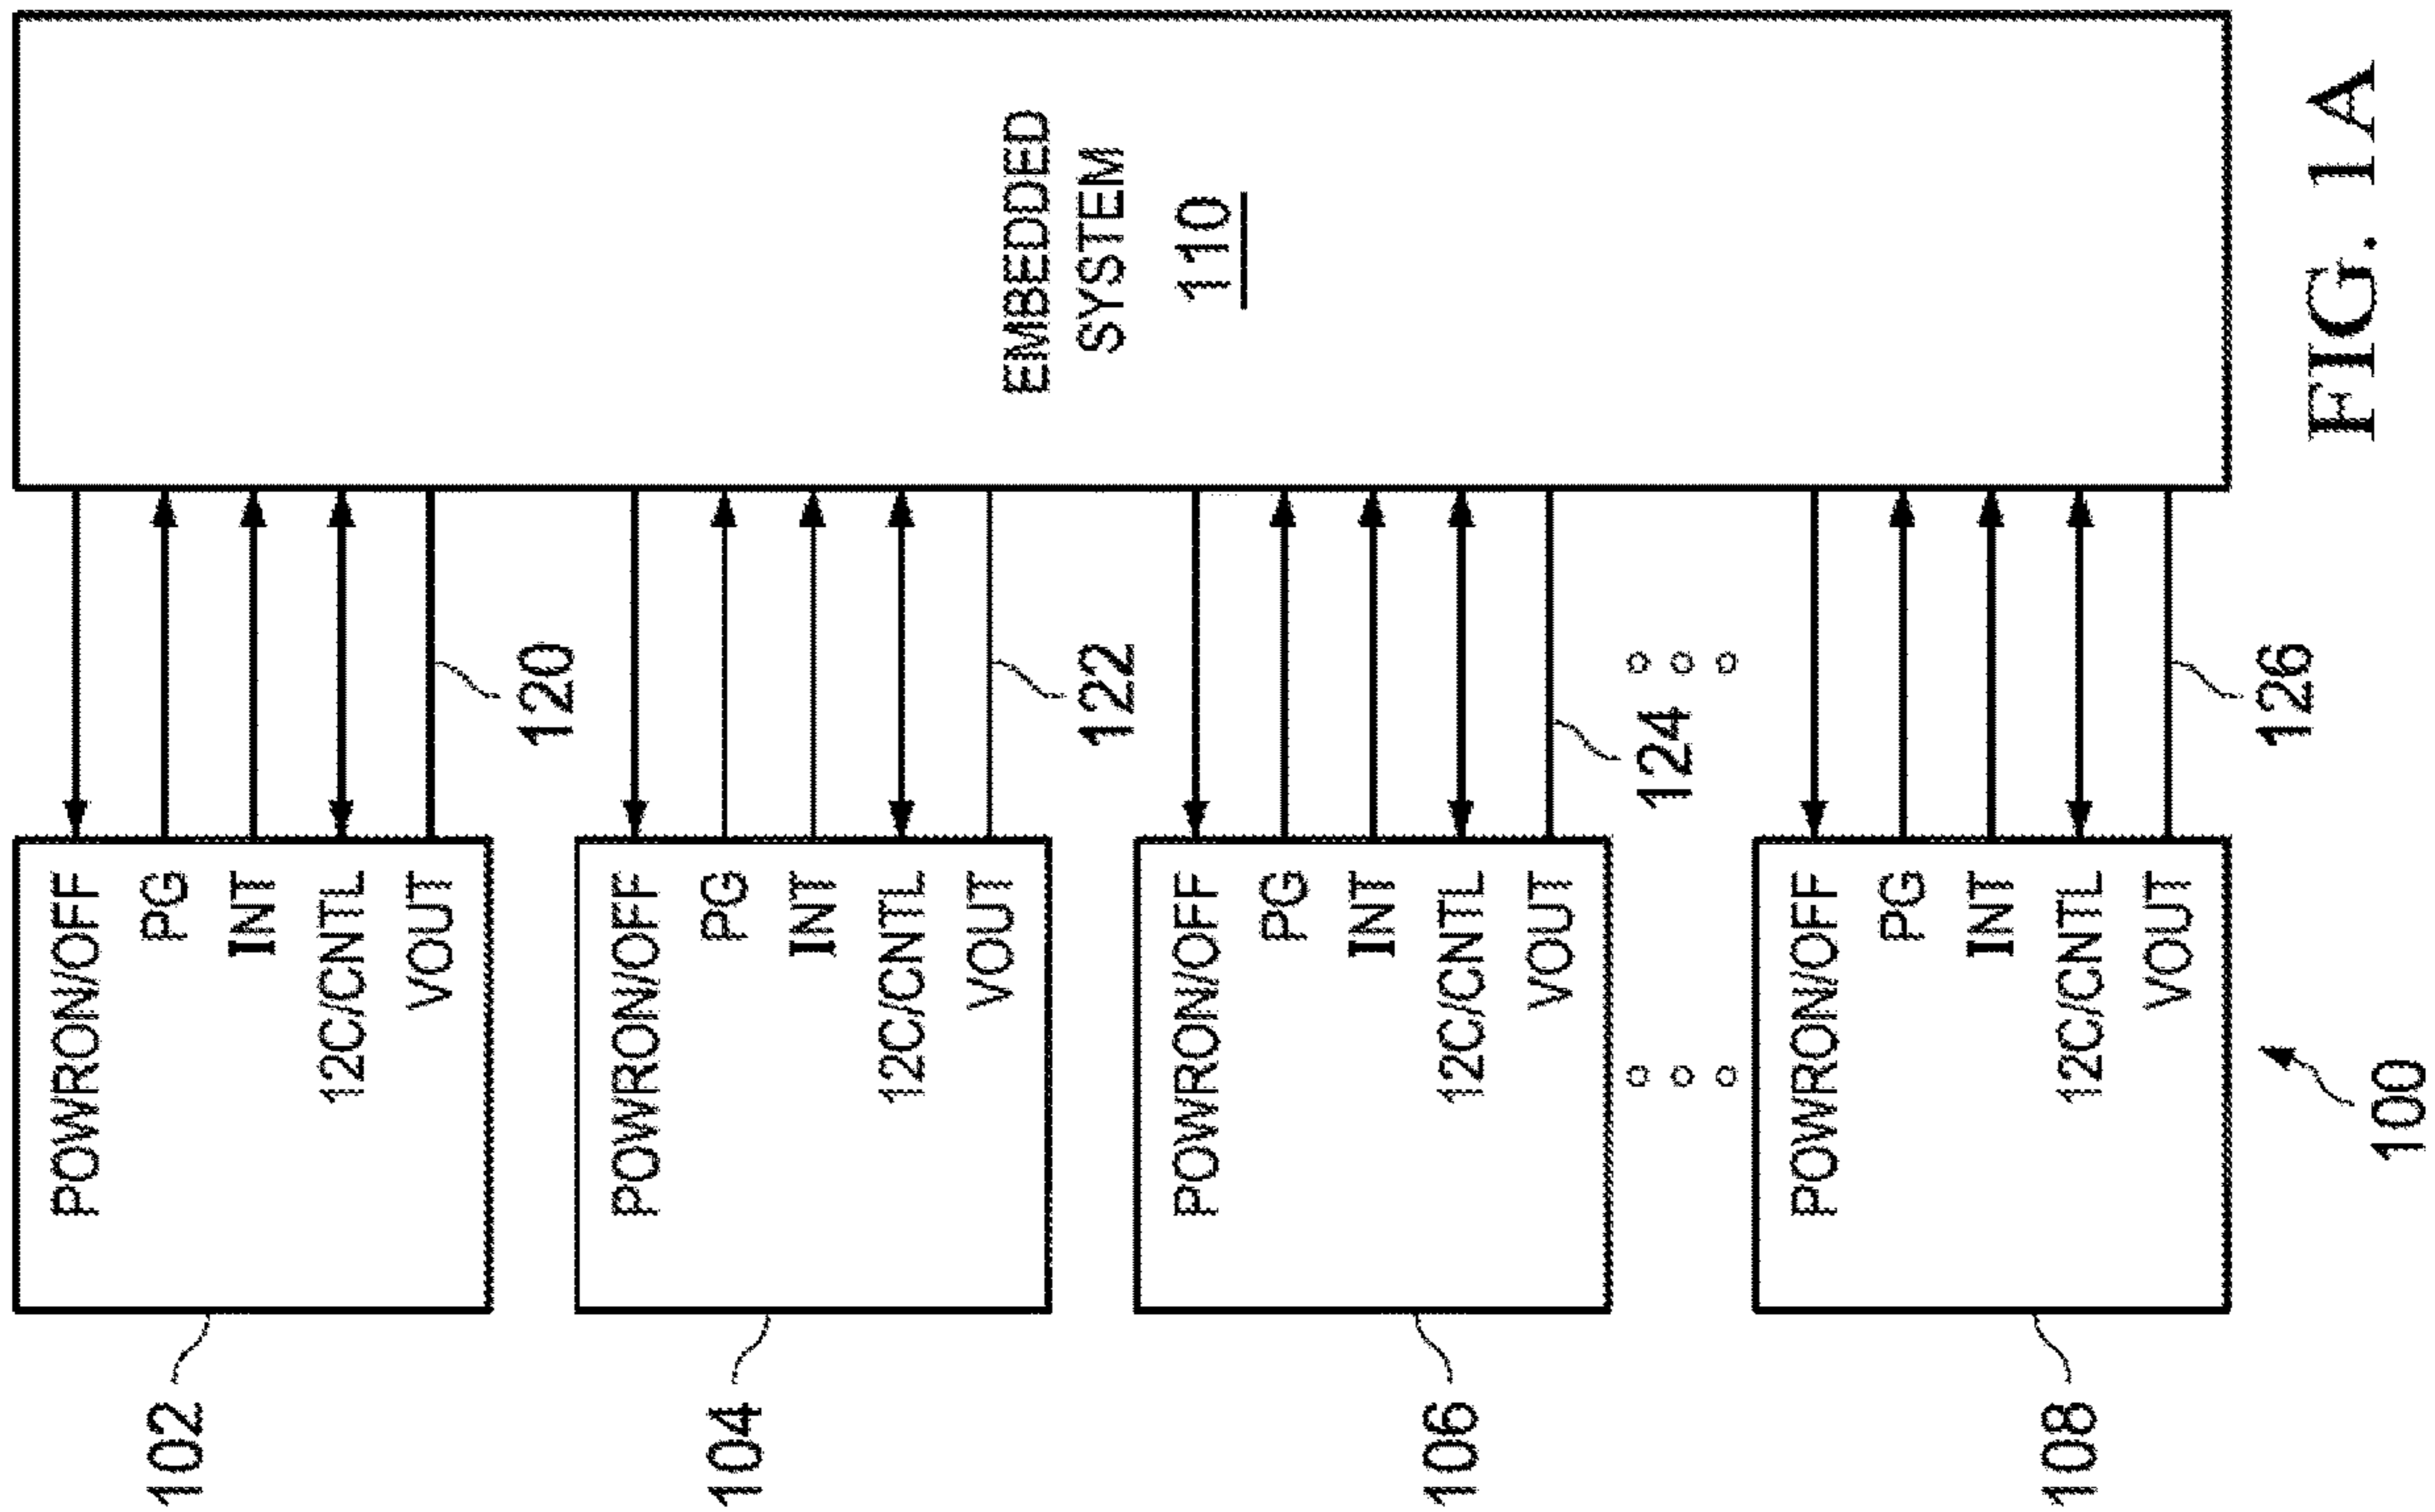 102
POWRON/OFF
PG
INT
12C/CNTL
VOUT
120
104
POWRON/OFF
PG
INT
12C/CNTL
VOUT
122
106
POWRON/OFF
PG
INT
12C/CNTL
VOUT
124
108
POWRON/OFF
PG
INT
12C/CNTL
VOUT
126
100
EMBEDDED
SYSTEM
110
FIG. 1A